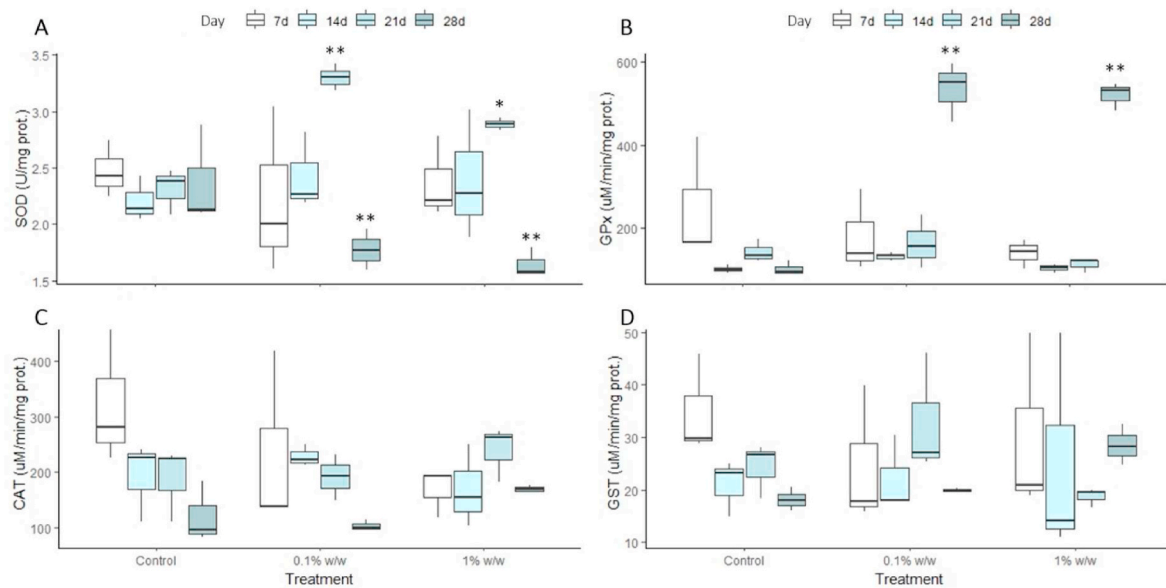 Day 7d 14d 21d 28d
A
SOD (U/mg prot.)
3.5
3.0
2.5
2.0
1.5
**
**
*
**
Day 7d 14d 21d 28d
B
GPx (uM/min/mg prot.)
600
400
200
100
**
**
C
CAT (uM/min/mg prot.)
400
300
200
100
Control 0.1% w/w 1% w/w
Treatment
D
GST (uM/min/mg prot.)
50
40
30
20
10
Control 0.1% w/w 1% w/w
Treatment